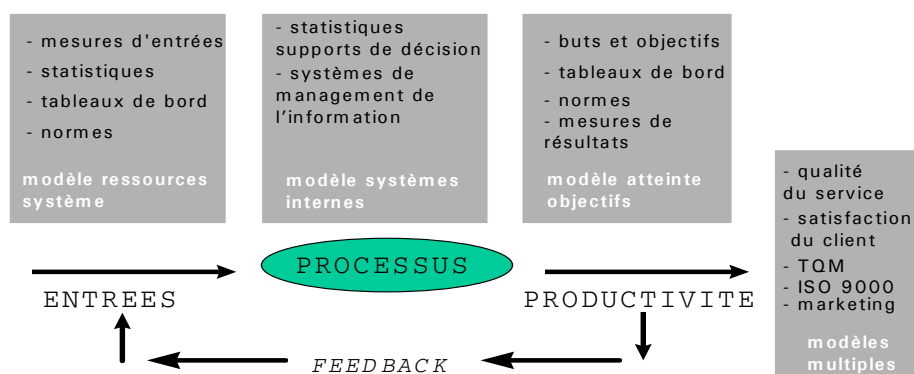 - mesures d'entrées
- statistiques
- tableaux de bord
- normes
modèle ressources
système
- statistiques
supports de décision
- systèmes de
management de
l'information
modèle systèmes
internes
- buts et objectifs
- tableaux de bord
- normes
- mesures de
résultats
modèle atteinte
objectifs
- qualité
du service
- satisfaction
du client
- TQM
- ISO 9000
- marketing
modèles
multiples
PROCESSUS
ENTREES
PRODUCTIVITE
FEEDBACK